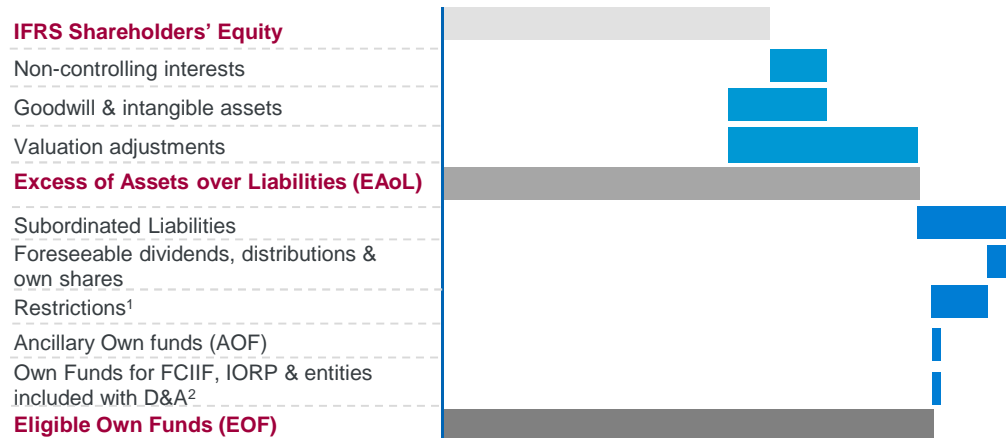 IFRS Shareholders’ Equity
Non-controlling interests
Goodwill & intangible assets
Valuation adjustments
Excess of Assets over Liabilities (EAoL)
Subordinated Liabilities
Foreseeable dividends, distributions &
own shares
Restrictions¹
Ancillary Own funds (AOF)
Own Funds for FCIIF, IORP & entities
included with D&A²
Eligible Own Funds (EOF)